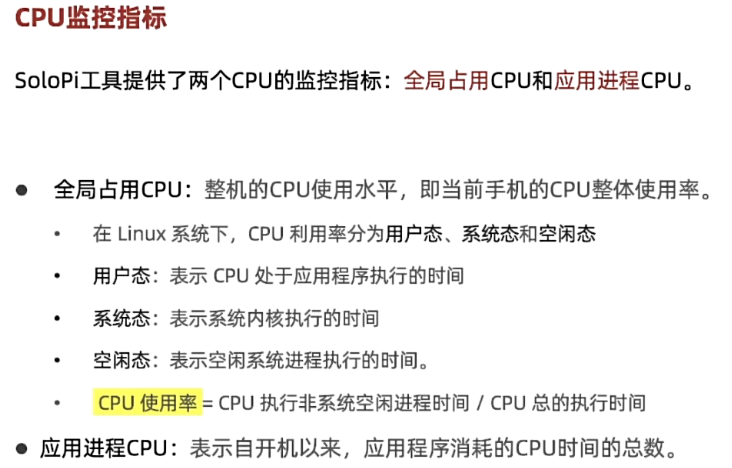 CPU监控指标
SoloPi工具提供了两个CPU的监控指标：全局占用CPU和应用进程CPU。
● 全局占用CPU：整机的CPU使用水平，即当前手机的CPU整体使用率。
• 在 Linux 系统下，CPU 利用率分为用户态、系统态和空闲态
• 用户态：表示 CPU 处于应用程序执行的时间
• 系统态：表示系统内核执行的时间
• 空闲态：表示空闲系统进程执行的时间。
• CPU 使用率 = CPU 执行非系统空闲进程时间 / CPU 总的执行时间
● 应用进程CPU：表示自开机以来，应用程序消耗的CPU时间的总数。